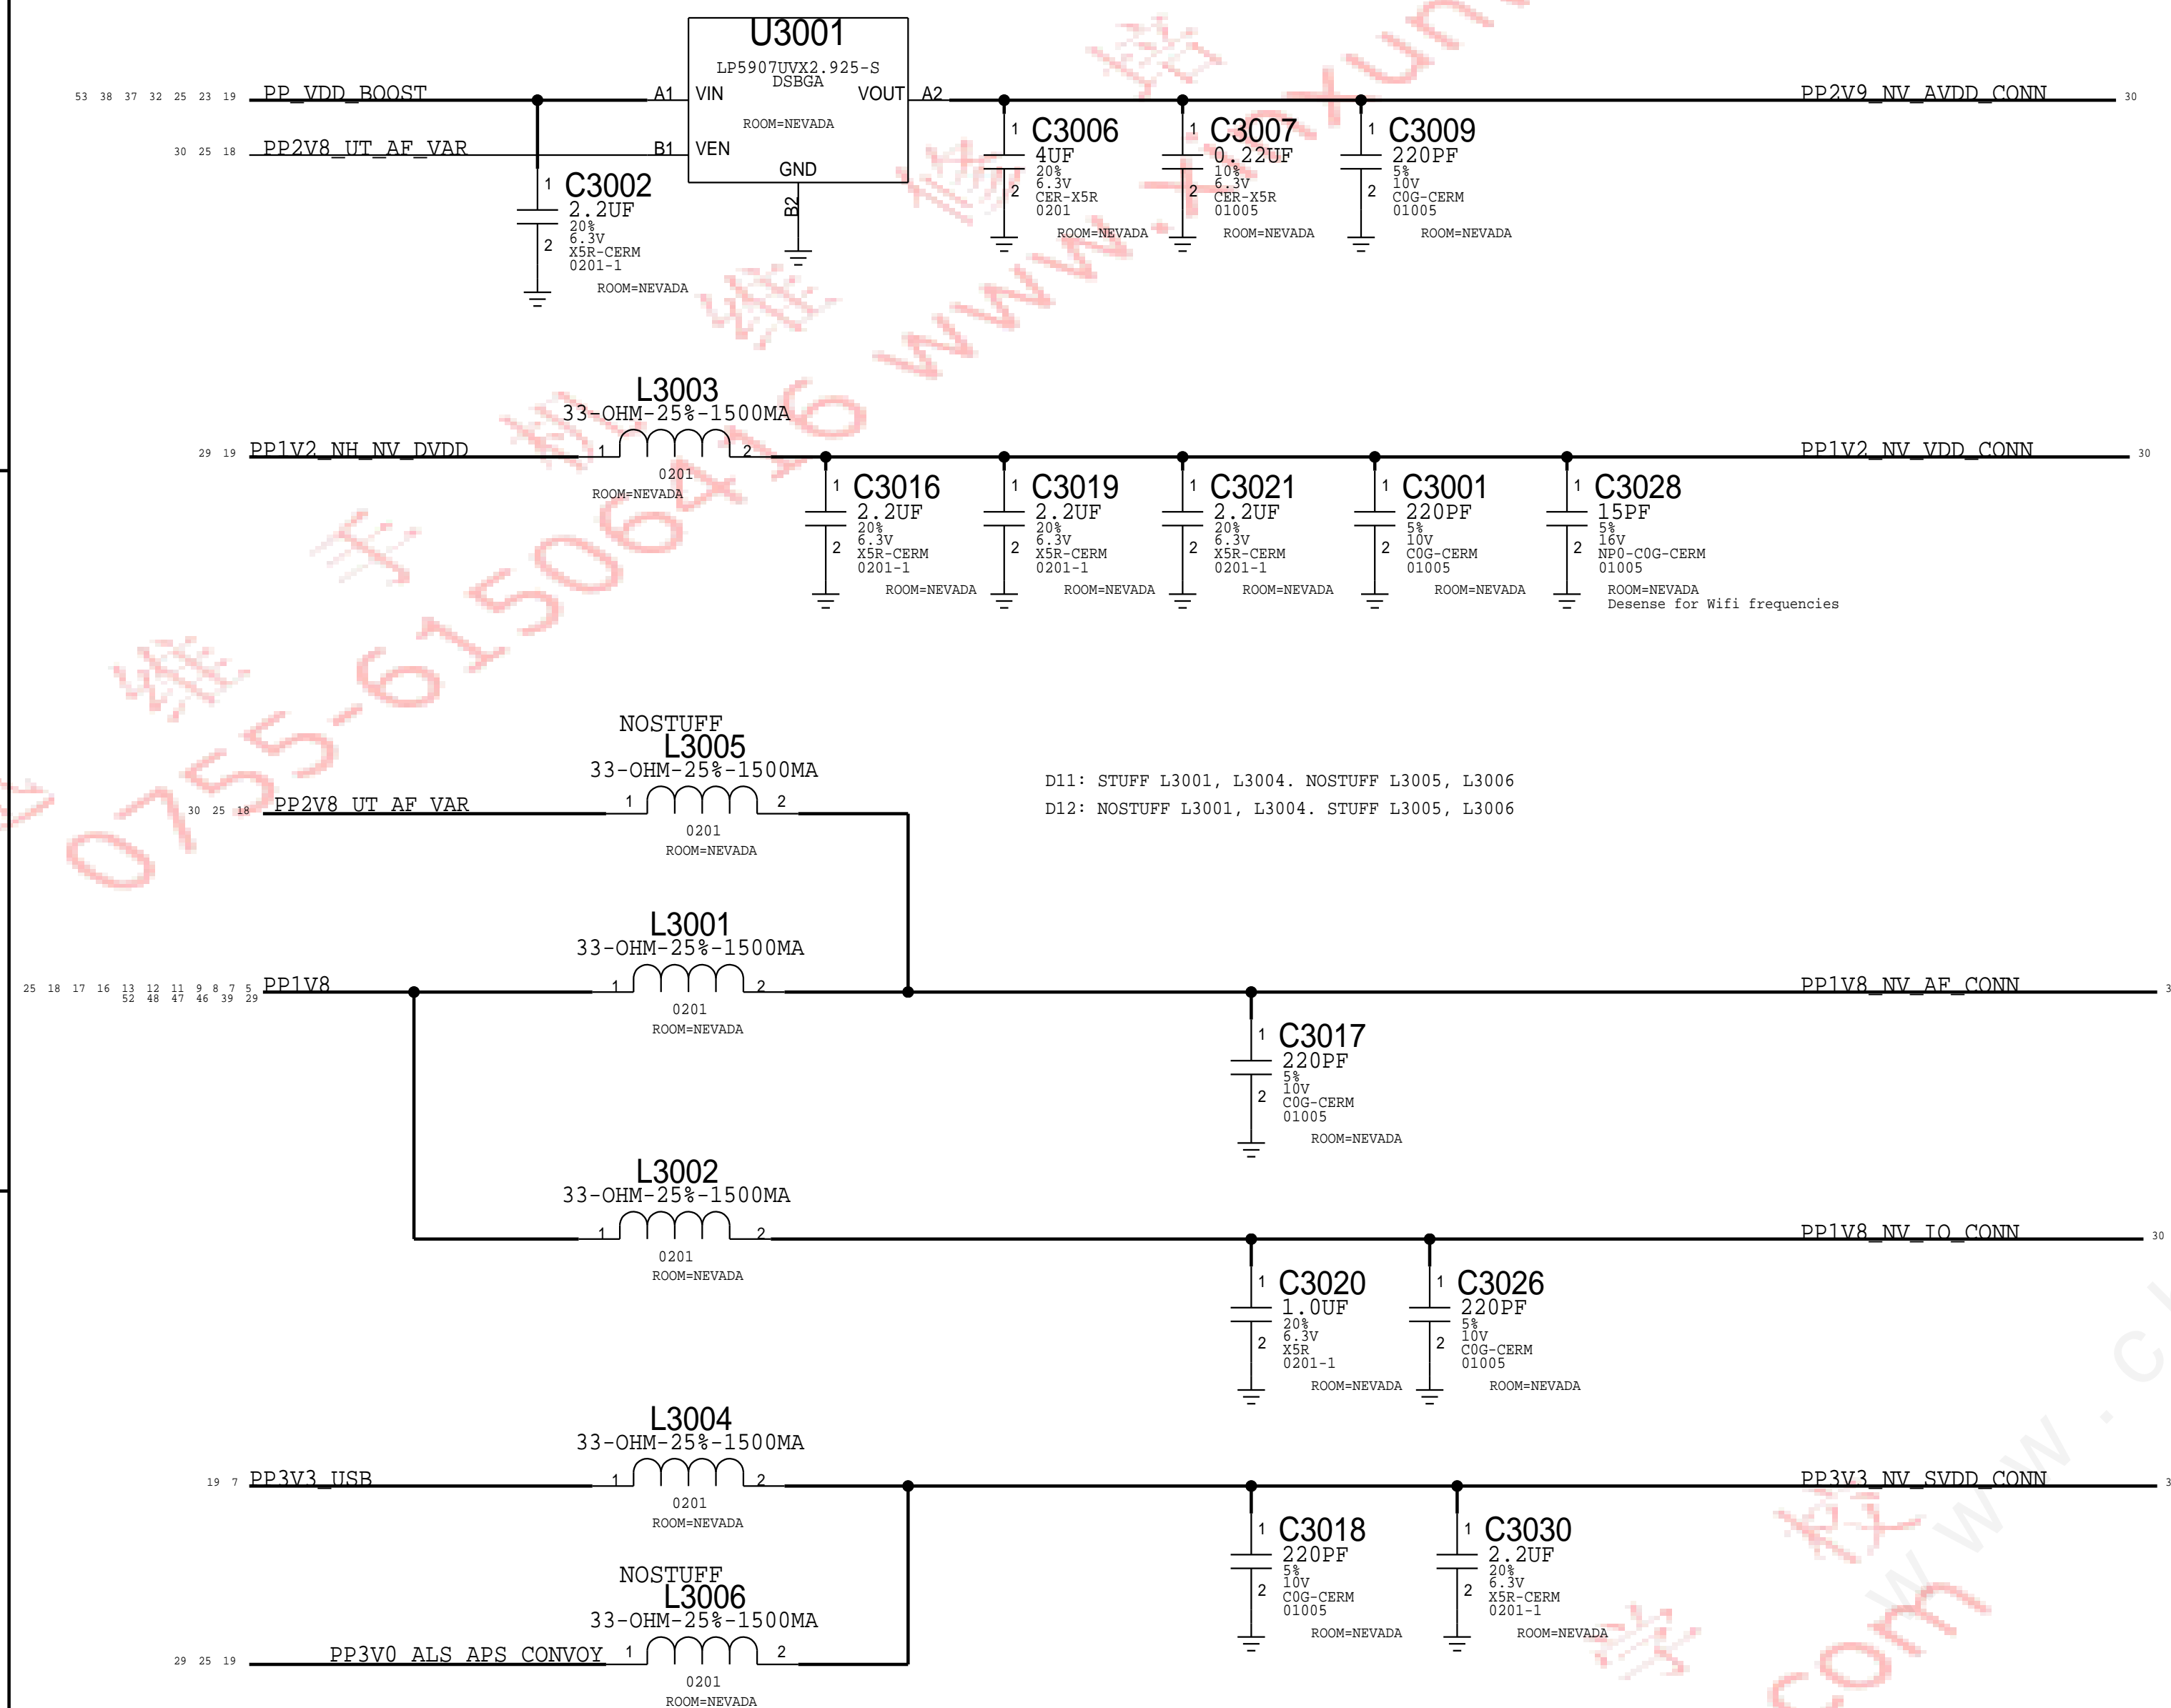 U3001
LP5907UVX2.925-S
DSBGA
53 38 37 32 25 23 19 PP_VDD_BOOST A1 VIN VOUT A2 PP2V9_NV_AVDD_CONN 30
ROOM=NEVADA
30 25 18 PP2V8_UT_AF_VAR B1 VEN
GND
B2
1 C3002
2.2UF
20%
6.3V
2 X5R-CERM
0201-1
ROOM=NEVADA
1 C3006
4UF
20%
6.3V
2 CER-X5R
0201
ROOM=NEVADA
1 C3007
0.22UF
10%
6.3V
2 CER-X5R
01005
ROOM=NEVADA
1 C3009
220PF
5%
10V
2 C0G-CERM
01005
ROOM=NEVADA
L3003
33-OHM-25%-1500MA
29 19 PP1V2_NH_NV_DVDD 1 2 PP1V2_NV_VDD_CONN 30
0201
ROOM=NEVADA
1 C3016
2.2UF
20%
6.3V
2 X5R-CERM
0201-1
ROOM=NEVADA
1 C3019
2.2UF
20%
6.3V
2 X5R-CERM
0201-1
ROOM=NEVADA
1 C3021
2.2UF
20%
6.3V
2 X5R-CERM
0201-1
ROOM=NEVADA
1 C3001
220PF
5%
10V
2 C0G-CERM
01005
ROOM=NEVADA
1 C3028
15PF
5%
16V
2 NP0-C0G-CERM
01005
ROOM=NEVADA
Desense for Wifi frequencies
NOSTUFF
L3005
33-OHM-25%-1500MA
30 25 18 PP2V8_UT_AF_VAR 1 2
0201
ROOM=NEVADA
D11: STUFF L3001, L3004. NOSTUFF L3005, L3006
D12: NOSTUFF L3001, L3004. STUFF L3005, L3006
L3001
33-OHM-25%-1500MA
25 18 17 16 13 12 11 9 8 7 5 PP1V8 1 2 PP1V8_NV_AF_CONN 3
52 48 47 46 39 29
0201
ROOM=NEVADA
1 C3017
220PF
5%
10V
2 C0G-CERM
01005
ROOM=NEVADA
L3002
33-OHM-25%-1500MA
1 2 PP1V8_NV_IO_CONN 30
0201
ROOM=NEVADA
1 C3020
1.0UF
20%
6.3V
2 X5R
0201-1
ROOM=NEVADA
1 C3026
220PF
5%
10V
2 C0G-CERM
01005
ROOM=NEVADA
L3004
33-OHM-25%-1500MA
19 7 PP3V3_USB 1 2 PP3V3_NV_SVDD_CONN 3
0201
ROOM=NEVADA
1 C3018
220PF
5%
10V
2 C0G-CERM
01005
ROOM=NEVADA
1 C3030
2.2UF
20%
6.3V
2 X5R-CERM
0201-1
ROOM=NEVADA
NOSTUFF
L3006
33-OHM-25%-1500MA
29 25 19 PP3V0_ALS_APS_CONVOY 1 2
0201
ROOM=NEVADA
维 手 机 维 修 培
0755-61506416 www.xinxun
学 校
com
www.c